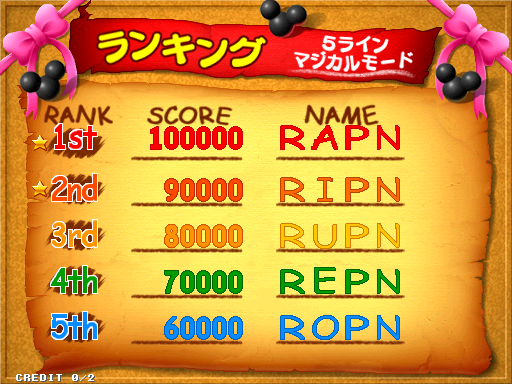 ランキング
5ライン
マジカルモード
RANK SCORE NAME
1st 100000 RAPN
2nd 90000 RIPN
3rd 80000 RUPN
4th 70000 REPN
5th 60000 ROPN
CREDIT 0/2